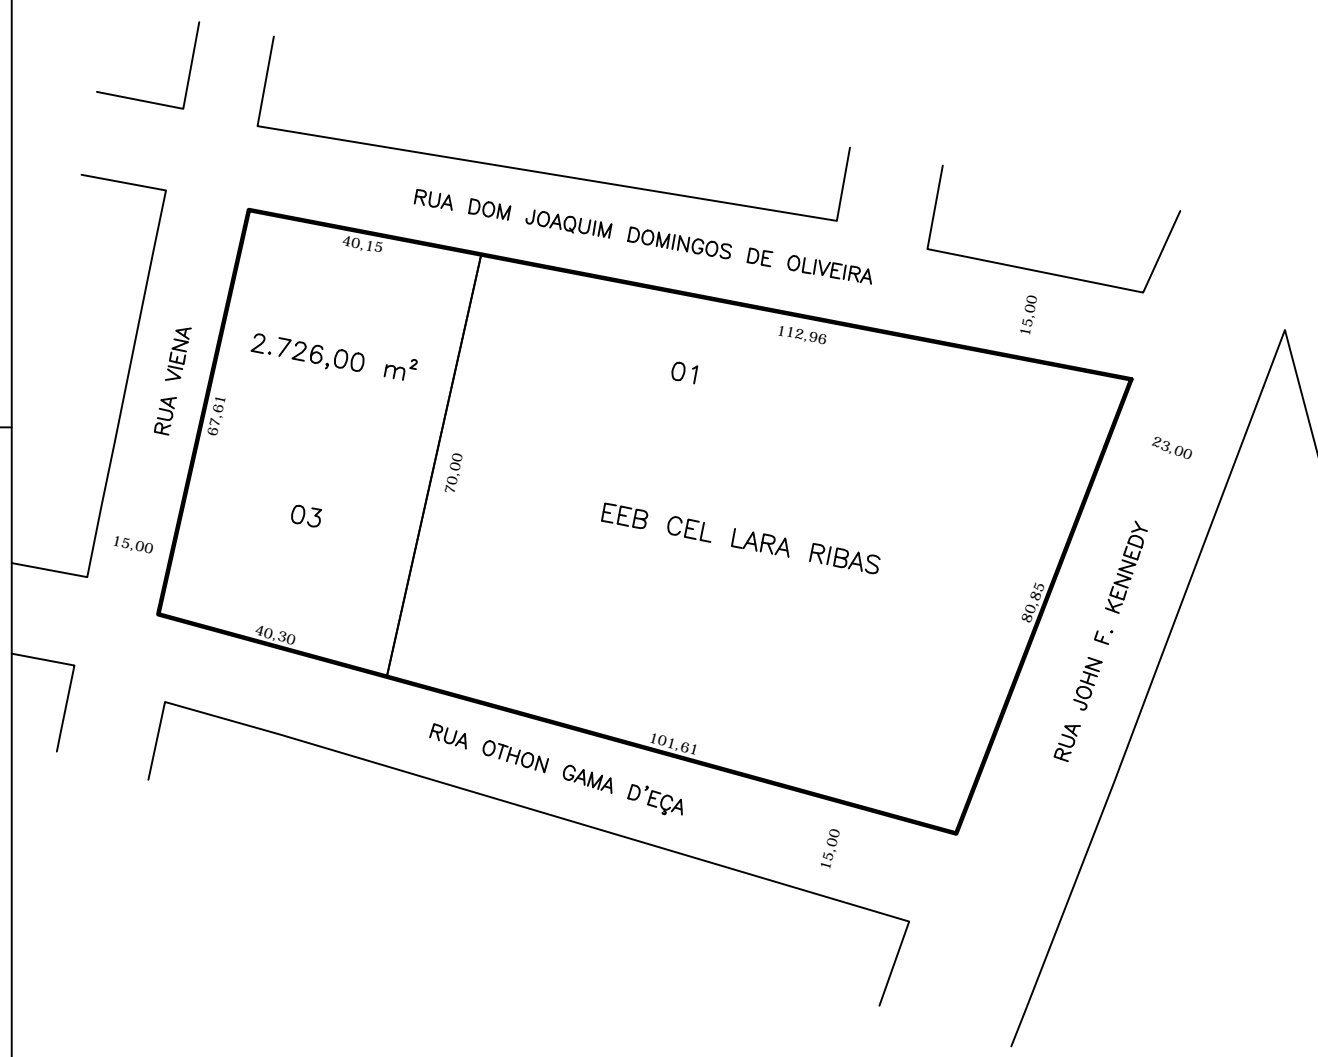 RUA DOM JOAQUIM DOMINGOS DE OLIVEIRA
40,15
112,96
15,00
RUA VIENA
67,61
2.726,00 m²
01
23,00
70,00
03
EEB CEL LARA RIBAS
15,00
80,85
RUA JOHN F. KENNEDY
40,30
101,61
RUA OTHON GAMA D'EÇA
15,00